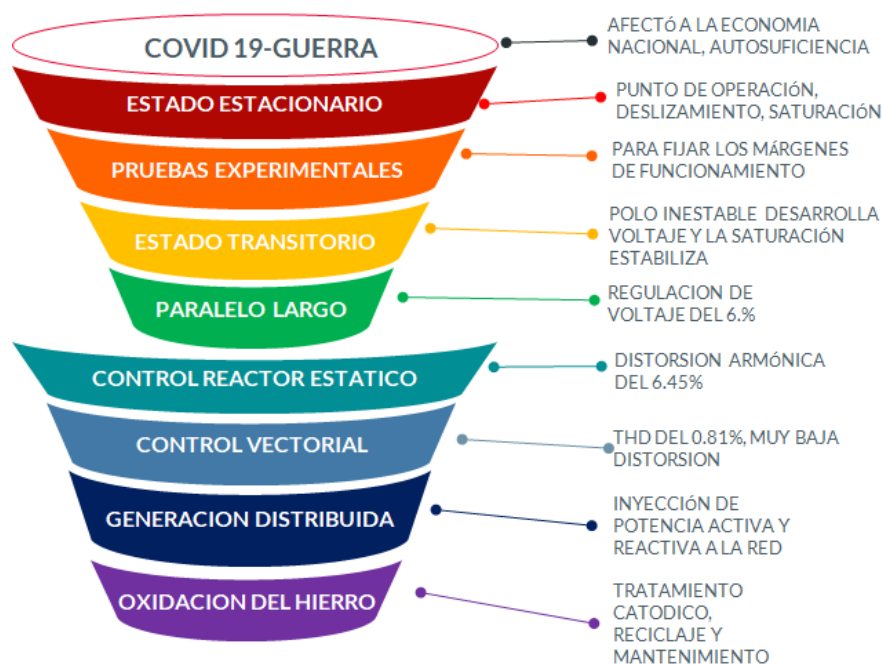 COVID 19-GUERRA
AFECTÓ A LA ECONOMIA
NACIONAL, AUTOSUFICIENCIA
ESTADO ESTACIONARIO
PUNTO DE OPERACIÓN,
DESLIZAMIENTO, SATURACIÓN
PRUEBAS EXPERIMENTALES
PARA FIJAR LOS MÁRGENES
DE FUNCIONAMIENTO
ESTADO TRANSITORIO
POLO INESTABLE DESARROLLA
VOLTAJE Y LA SATURACIÓN
ESTABILIZA
PARALELO LARGO
REGULACION DE
VOLTAJE DEL 6.%
CONTROL REACTOR ESTATICO
DISTORSION ARMÓNICA
DEL 6.45%
CONTROL VECTORIAL
THD DEL 0.81%, MUY BAJA
DISTORSION
GENERACION DISTRIBUIDA
INYECCIÓN DE
POTENCIA ACTIVA Y
REACTIVA A LA RED
OXIDACION DEL HIERRO
TRATAMIENTO
CATODICO,
RECICLAJE Y
MANTENIMIENTO